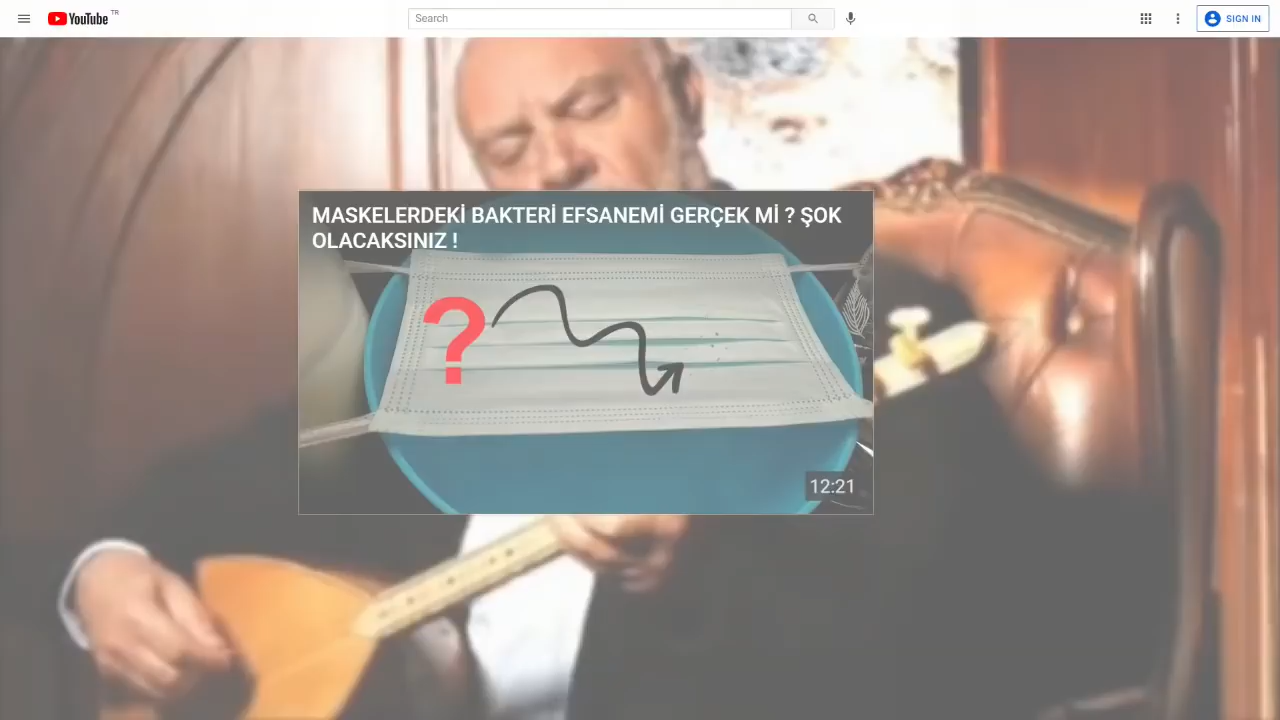 YouTube TR
Search
SIGN IN
MASKELERDEKİ BAKTERİ EFSANEMİ GERÇEK Mİ ? ŞOK
OLACAKSINIZ !
?
12:21